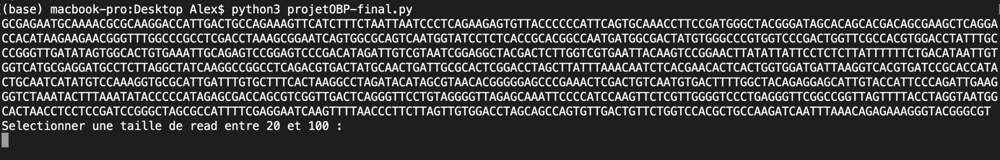 (base) macbook-pro:Desktop Alex$ python3 projetOBP-final.py
GCGAGAATGCAAAACGCGCAAGGACCATTGACTGCCAGAAAGTTCATCTTTCTAATTAATCCCTCAGAAGAGTGTTACCCCCCATTCAGTGCAAACCTTCCGATGGGCTACGGGATAGCACAGCACGACAGCGAAGCTCAGGA
CCACATAAGAAGAACGGGTTTGGCCCGCCTCGACCTAAAGCGGAATCAGTGGCGCAGTCAATGGTATCCTCTCACCGCACGGCCAATGATGGCGACTATGTGGGCCCGTGGTCCCGACTGGTTCGCCACGTGGACCTATTTGC
CCGGGTTGATATAGTGGCACTGTGAAATTGCAGAGTCCGGAGTCCCGACATAGATTGTCGTAATCGGAGGCTACGACTCTTGGTCGTGAATTACAAGTCCGGAACTTATATTATTCCTCTCTTATTTTTTCTGACATAATTGT
GGTCATGCGAGGATGCCTCTTAGGCTATCAAGGCCGGCCTCAGACGTGACTATGCAACTGATTGCGCACTCGGACCTAGCTTATTTAAACAATCTCACGAACACTCACTGGTGGATGATTAAGGTCACGTGATCCGCACCATA
CTGCAATCATATGTCCAAAGGTGCGCATTGATTTGTGCTTTCACTAAGGCCTAGATACATAGCGTAACACGGGGGAGCCCGAAACTCGACTGTCAATGTGACTTTTGGCTACAGAGGAGCATTGTACCATTCCCAGATTGAAG
GGTCTAAATACTTTAAATATACCCCCATAGAGCGACCAGCGTCGGTTGACTCAGGGTTCCTGTAGGGGTTAGAGCAAATTCCCCATCCAAGTTCTCGTTGGGGTCCCTGAGGGTTCGGCCGGTTAGTTTTACCTAGGTAATGG
CACTAACCTCCTCCGATCCGGGCTAGCGCCATTTTCGAGGAATCAAGTTTTAACCCTTCTTAGTTGTGGACCTAGCAGCCAGTGTTGACTGTTCTGGTCCACGCTGCCAAGATCAATTTAAACAGAGAAAGGGTACGGGCGT
Selectionner une taille de read entre 20 et 100 :